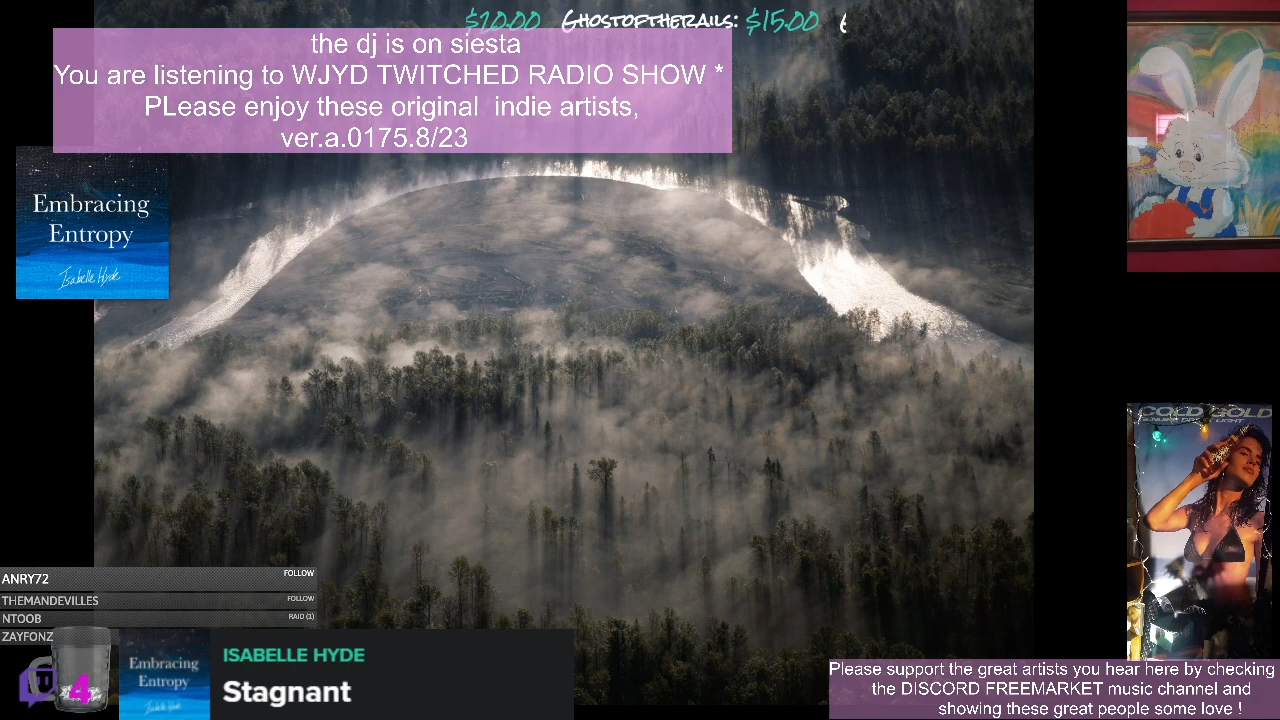 $20.00 Ghostoftherails: $15.00
the dj is on siesta
You are listening to WJYD TWITCHED RADIO SHOW *
PLease enjoy these original indie artists,
ver.a.0175.8/23
Embracing
Entropy
Isabelle Hyde
COLD GOLD
ANRY72 FOLLOW
THEMANDEVILLES FOLLOW
NTOOB RAID (1)
ZAYFONZ
4
Embracing
Entropy
Isabelle Hyde
ISABELLE HYDE
Stagnant
Please support the great artists you hear here by checking
the DISCORD FREEMARKET music channel and
showing these great people some love !